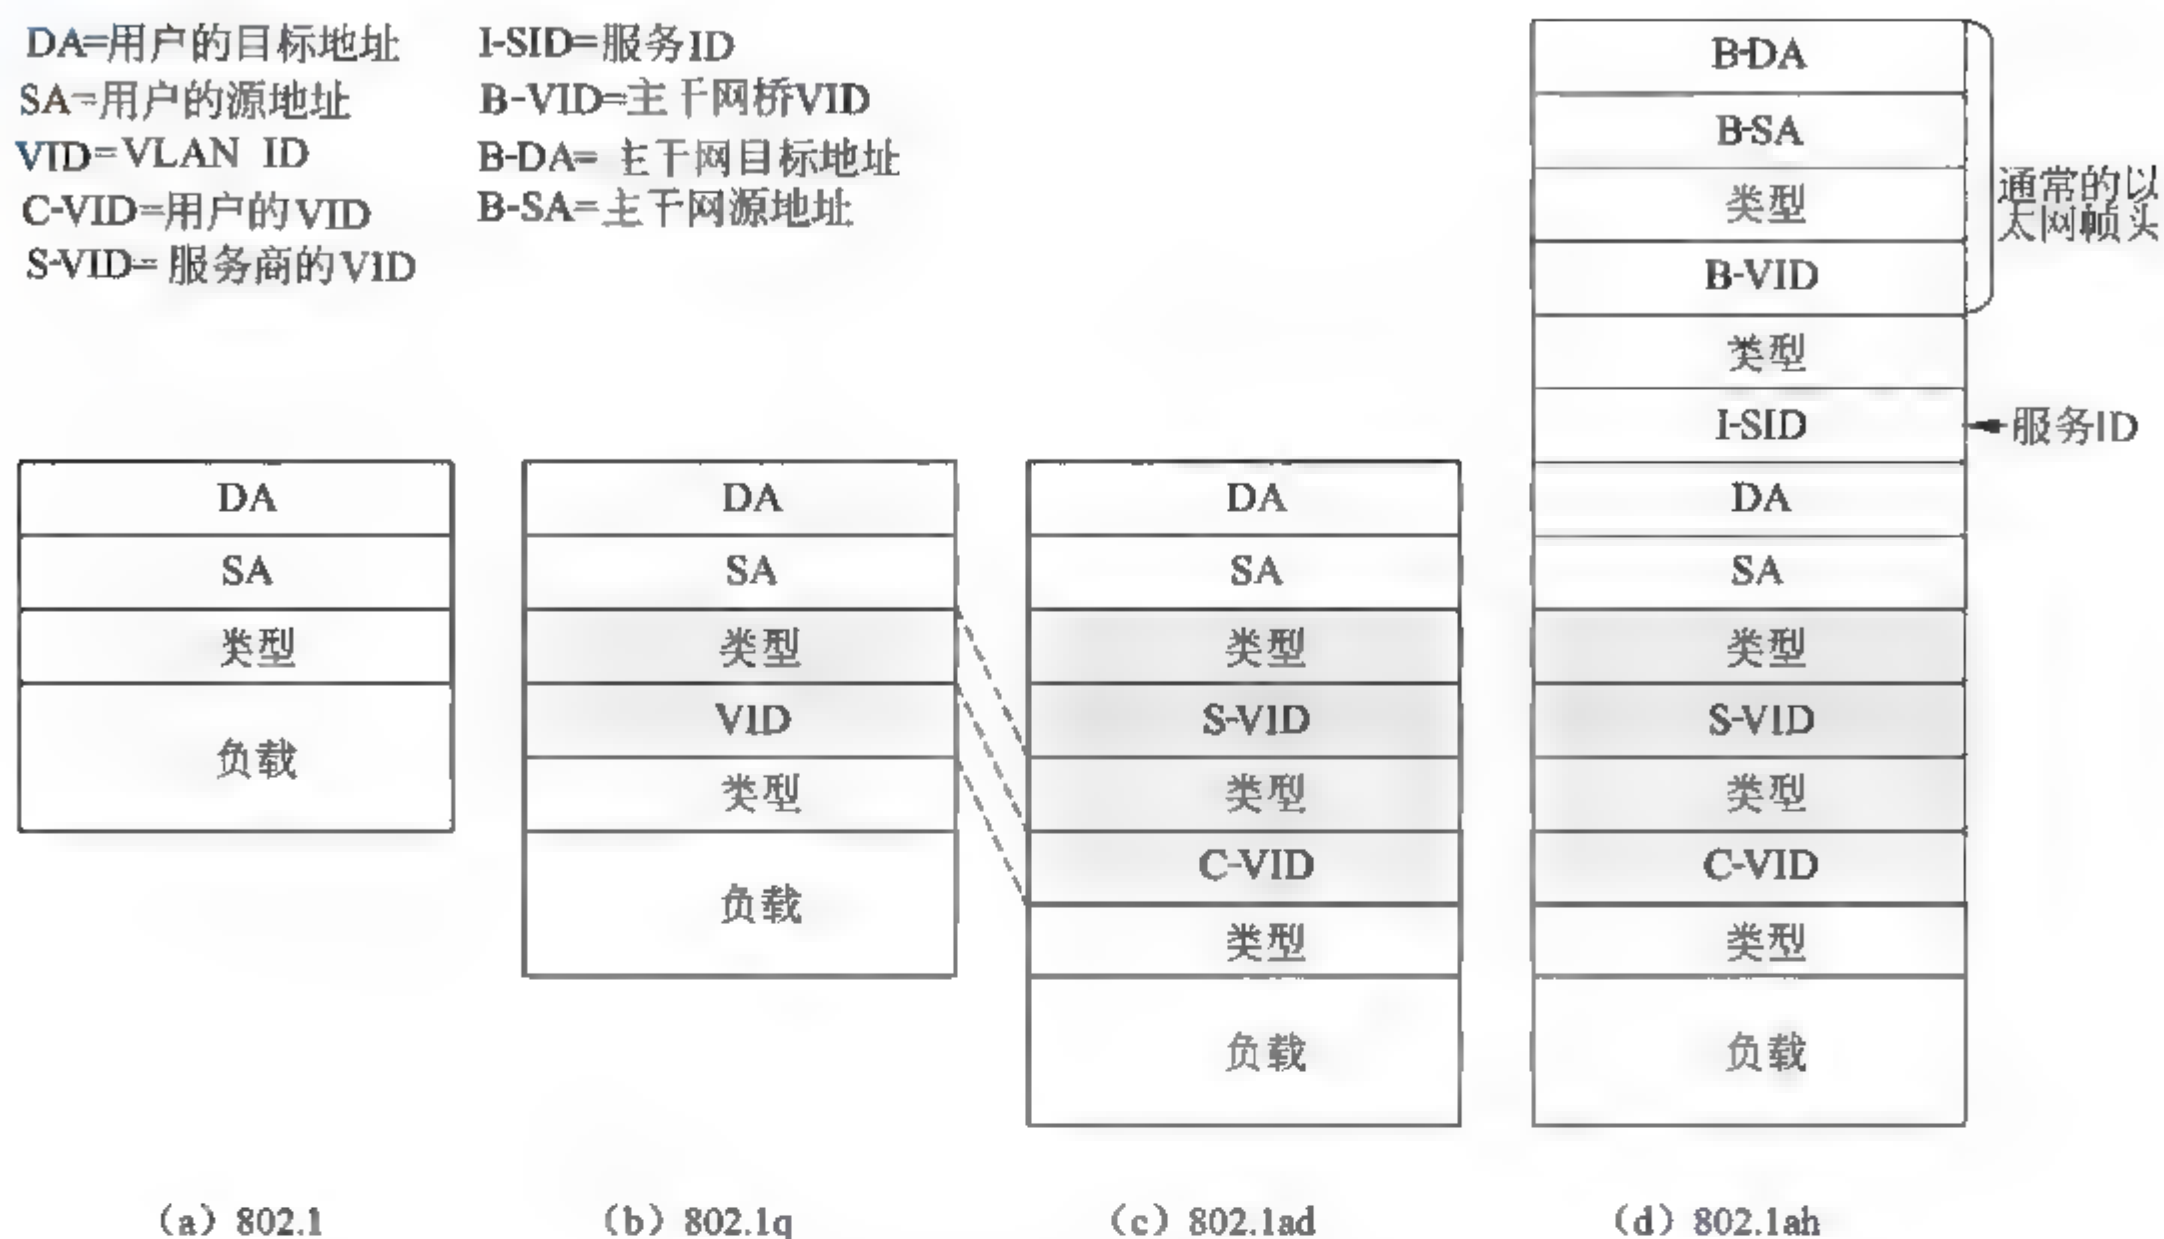 DA=用户的目标地址
SA=用户的源地址
VID=VLAN ID
C-VID=用户的VID
S-VID=服务商的VID
I-SID=服务ID
B-VID=主干网桥VID
B-DA=主干网目标地址
B-SA=主干网源地址
DA
SA
类型
负载
(a) 802.1
DA
SA
类型
VID
类型
负载
(b) 802.1q
DA
SA
类型
S-VID
类型
C-VID
类型
负载
(c) 802.1ad
B-DA
B-SA
类型
B-VID
类型
I-SID
DA
SA
类型
S-VID
类型
C-VID
类型
负载
通常的以
太网帧头
服务ID
(d) 802.1ah